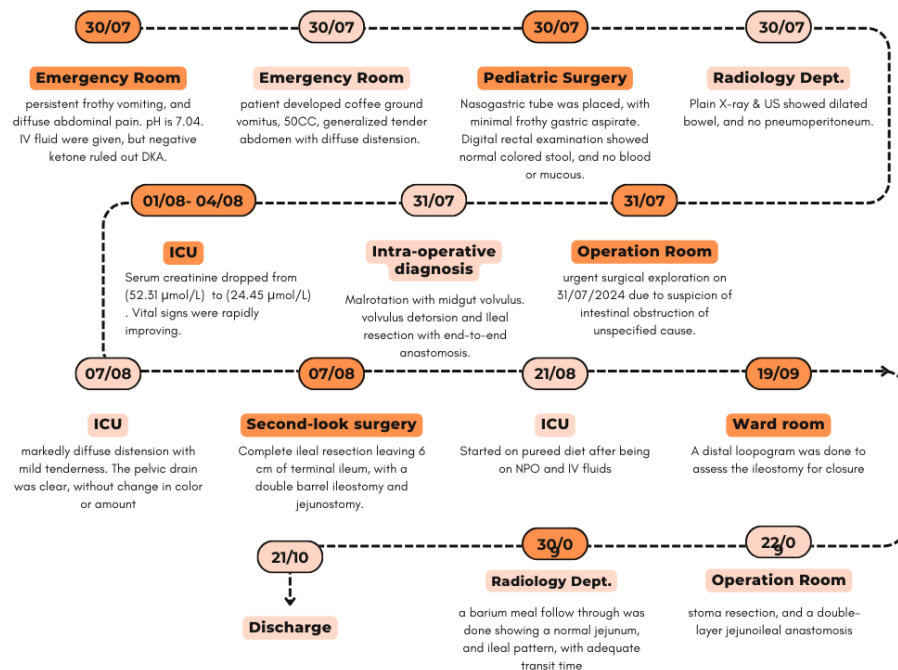 30/07
30/07
30/07
30/07
Emergency Room
persistent frothy vomiting, and
diffuse abdominal pain. pH is 7.04.
IV fluid were given, but negative
ketone ruled out DKA.
Emergency Room
patient developed coffee ground
vomitus, 50CC, generalized tender
abdomen with diffuse distension.
Pediatric Surgery
Nasogastric tube was placed, with
minimal frothy gastric aspirate.
Digital rectal examination showed
normal colored stool, and no blood
or mucous.
Radiology Dept.
Plain X-ray & US showed dilated
bowel, and no pneumoperitoneum.
31/07
Operation Room
urgent surgical exploration on
31/07/2024 due to suspicion of
intestinal obstruction of
unspecified cause.
31/07
Intra-operative
diagnosis
Malrotation with midgut volvulus.
volvulus detorsion and Ileal
resection with end-to-end
anastomosis.
01/08- 04/08
ICU
Serum creatinine dropped from
(52.31 μmol/L) to (24.45 μmol/L)
. Vital signs were rapidly
improving.
07/08
ICU
markedly diffuse distension with
mild tenderness. The pelvic drain
was clear, without change in color
or amount
07/08
Second-look surgery
Complete ileal resection leaving 6
cm of terminal ileum, with a
double barrel ileostomy and
jejunostomy.
21/08
ICU
Started on pureed diet after being
on NPO and IV fluids
19/09
Ward room
A distal loopogram was done to
assess the ileostomy for closure
22/0
9
Operation Room
stoma resection, and a double-
layer jejunoileal anastomosis
30/0
9
Radiology Dept.
a barium meal follow through was
done showing a normal jejunum,
and ileal pattern, with adequate
transit time
21/10
Discharge